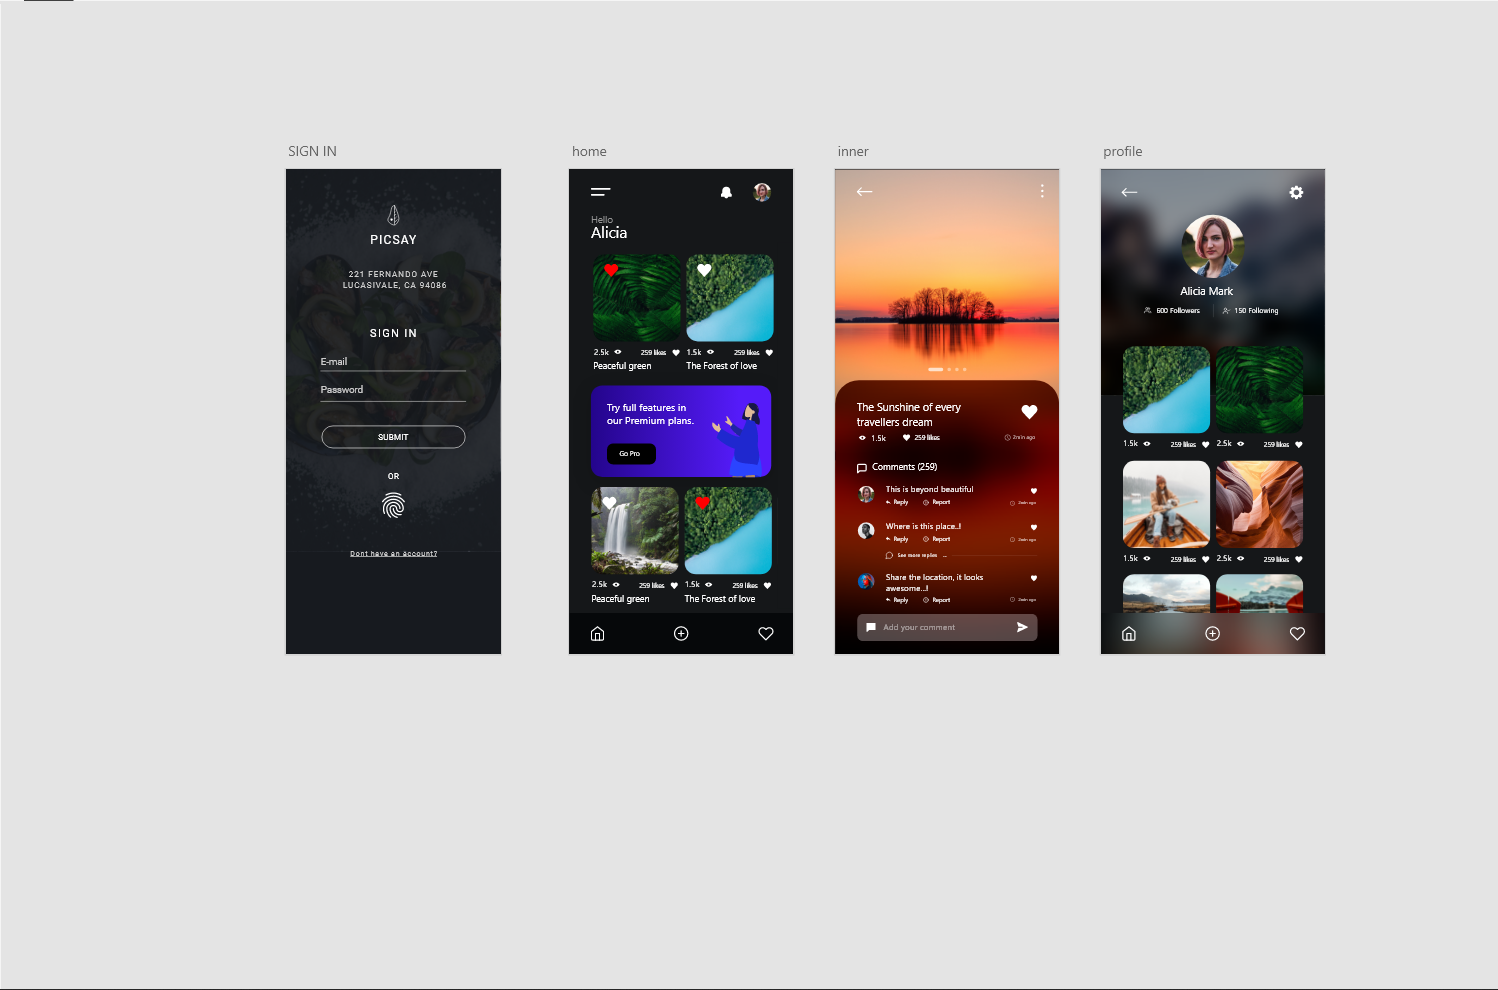 SIGN IN
PICSAY
221 FERNANDO AVE
LUCASIVALE, CA 94086
SIGN IN
E-mail
Password
SUBMIT
OR
Dont have an account?
home
Hello
Alicia
2.5k 259 likes
Peaceful green
1.5k 259 likes
The Forest of love
Try full features in
our Premium plans.
Go Pro
2.5k 259 likes
Peaceful green
1.5k 259 likes
The Forest of love
inner
The Sunshine of every
travellers dream
1.5k 259 likes 2min ago
Comments (259)
This is beyond beautiful
Reply Report 2min ago
Where is this place..!
Reply Report 2min ago
See more replies ...
Share the location, it looks
awesome...!
Reply Report 2min ago
Add your comment
profile
Alicia Mark
600 Followers 150 Following
1.5k 259 likes 2.5k 259 likes
1.5k 259 likes 2.5k 259 likes